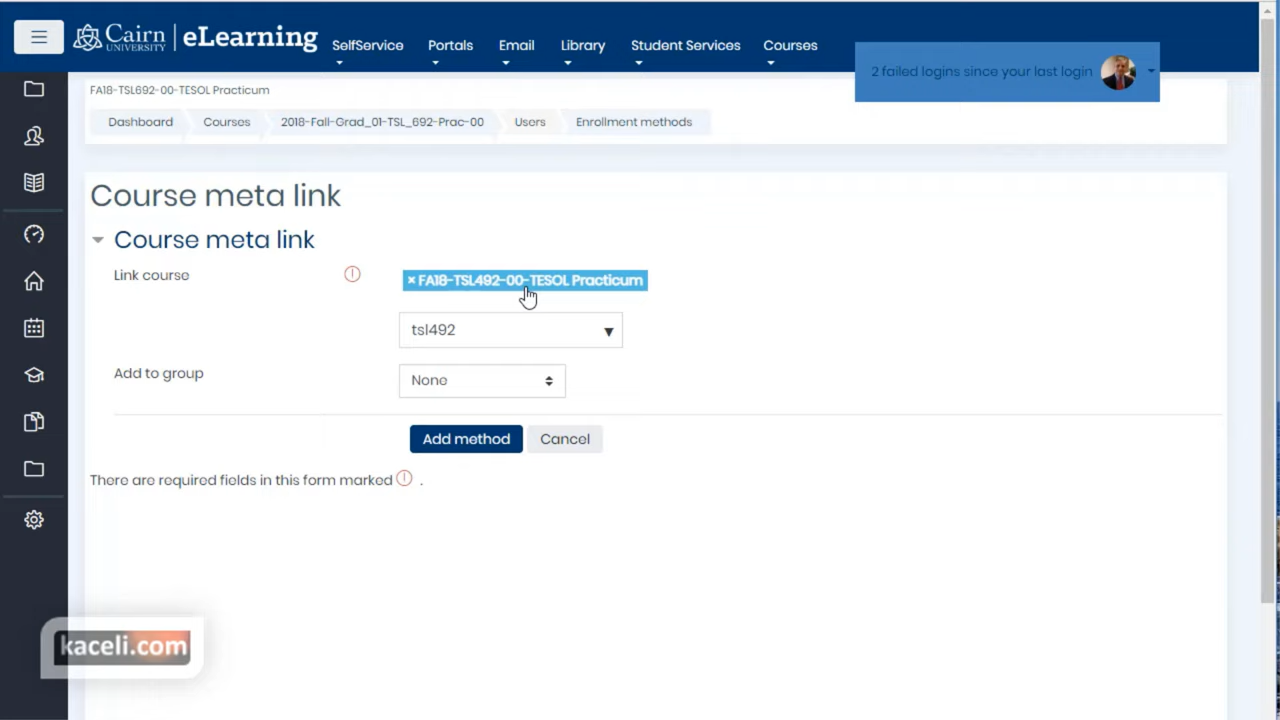 Cairn UNIVERSITY eLearning SelfService Portals Email Library Student Services Courses
2 failed logins since your last login
FA18-TSL692-00-TESOL Practicum
Dashboard Courses 2018-Fall-Grad_01-TSL_692-Prac-00 Users Enrollment methods
Course meta link
Course meta link
Link course × FA18-TSL492-00-TESOL Practicum
tsl492
Add to group None
Add method Cancel
There are required fields in this form marked .
kaceli.com